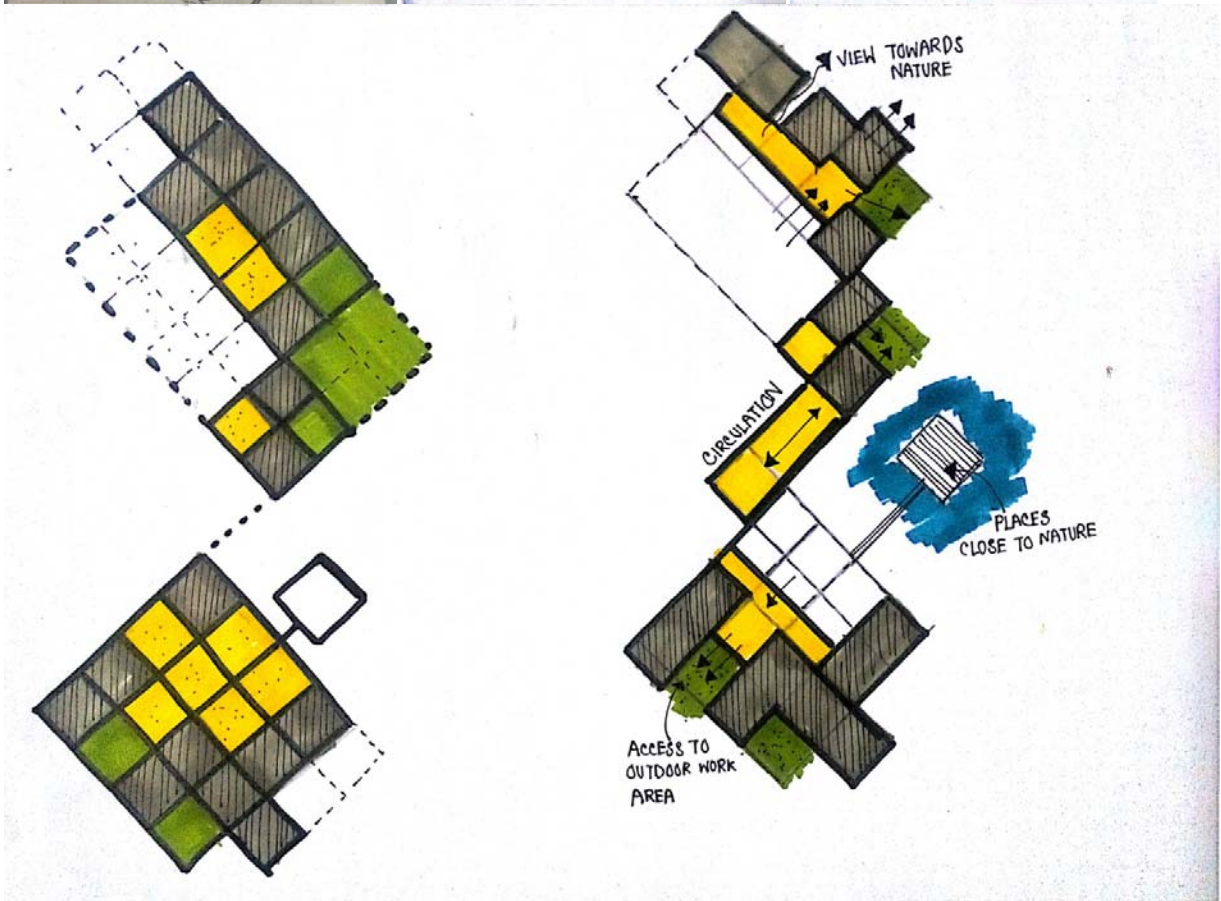 VIEW TOWARDS
NATURE
CIRCULATION
PLACES
CLOSE TO NATURE
ACCESS TO
OUTDOOR WORK
AREA